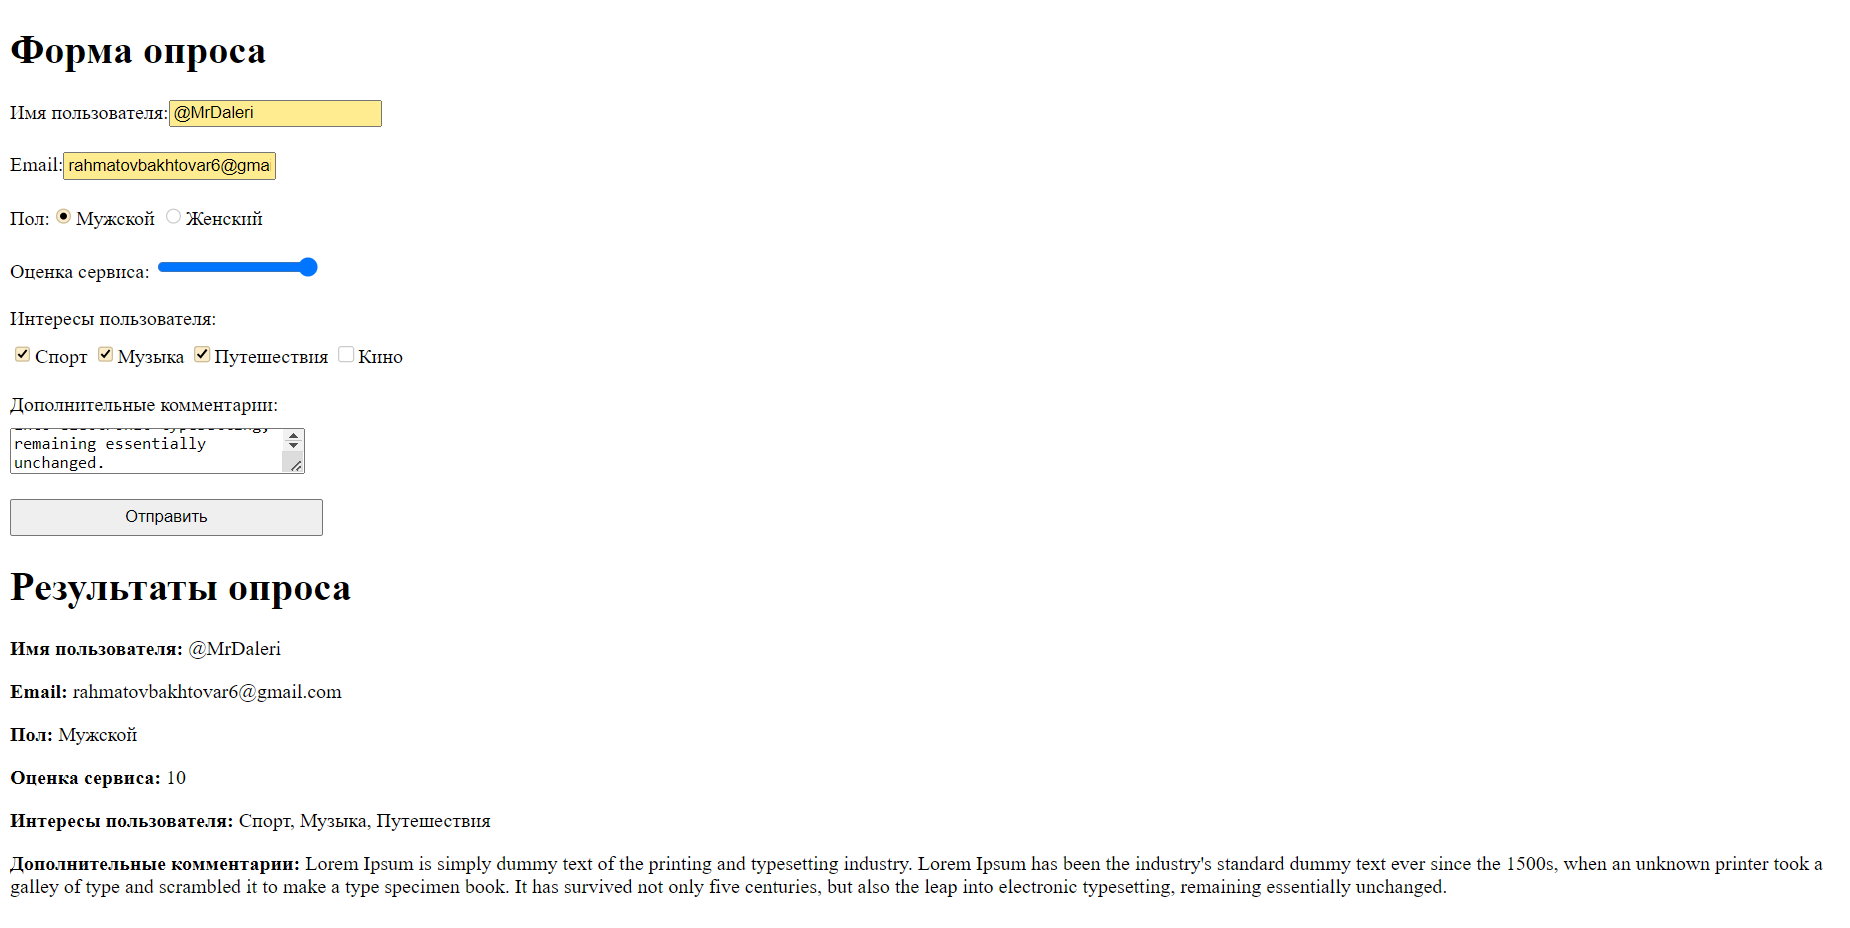 Форма опроса
Имя пользователя: @MrDaleri
Email: rahmatovbakhtovar6@gma
Пол: Мужской Женский
Оценка сервиса:
Интересы пользователя:
Спорт Музыка Путешествия Кино
Дополнительные комментарии:
remaining essentially
unchanged.
Отправить
Результаты опроса
Имя пользователя: @MrDaleri
Email: rahmatovbakhtovar6@gmail.com
Пол: Мужской
Оценка сервиса: 10
Интересы пользователя: Спорт, Музыка, Путешествия
Дополнительные комментарии: Lorem Ipsum is simply dummy text of the printing and typesetting industry. Lorem Ipsum has been the industry's standard dummy text ever since the 1500s, when an unknown printer took a
galley of type and scrambled it to make a type specimen book. It has survived not only five centuries, but also the leap into electronic typesetting, remaining essentially unchanged.